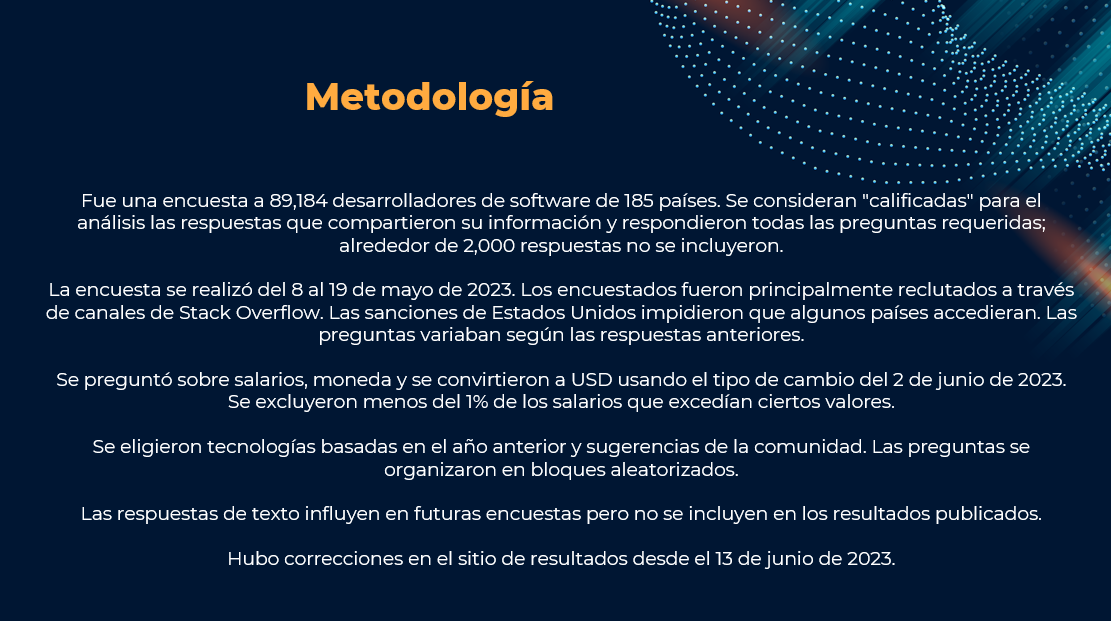 Metodología
Fue una encuesta a 89,184 desarrolladores de software de 185 países. Se consideran "calificadas" para el
análisis las respuestas que compartieron su información y respondieron todas las preguntas requeridas;
alrededor de 2,000 respuestas no se incluyeron.
La encuesta se realizó del 8 al 19 de mayo de 2023. Los encuestados fueron principalmente reclutados a través
de canales de Stack Overflow. Las sanciones de Estados Unidos impidieron que algunos países accedieran. Las
preguntas variaban según las respuestas anteriores.
Se preguntó sobre salarios, moneda y se convirtieron a USD usando el tipo de cambio del 2 de junio de 2023.
Se excluyeron menos del 1% de los salarios que excedían ciertos valores.
Se eligieron tecnologías basadas en el año anterior y sugerencias de la comunidad. Las preguntas se
organizaron en bloques aleatorizados.
Las respuestas de texto influyen en futuras encuestas pero no se incluyen en los resultados publicados.
Hubo correcciones en el sitio de resultados desde el 13 de junio de 2023.